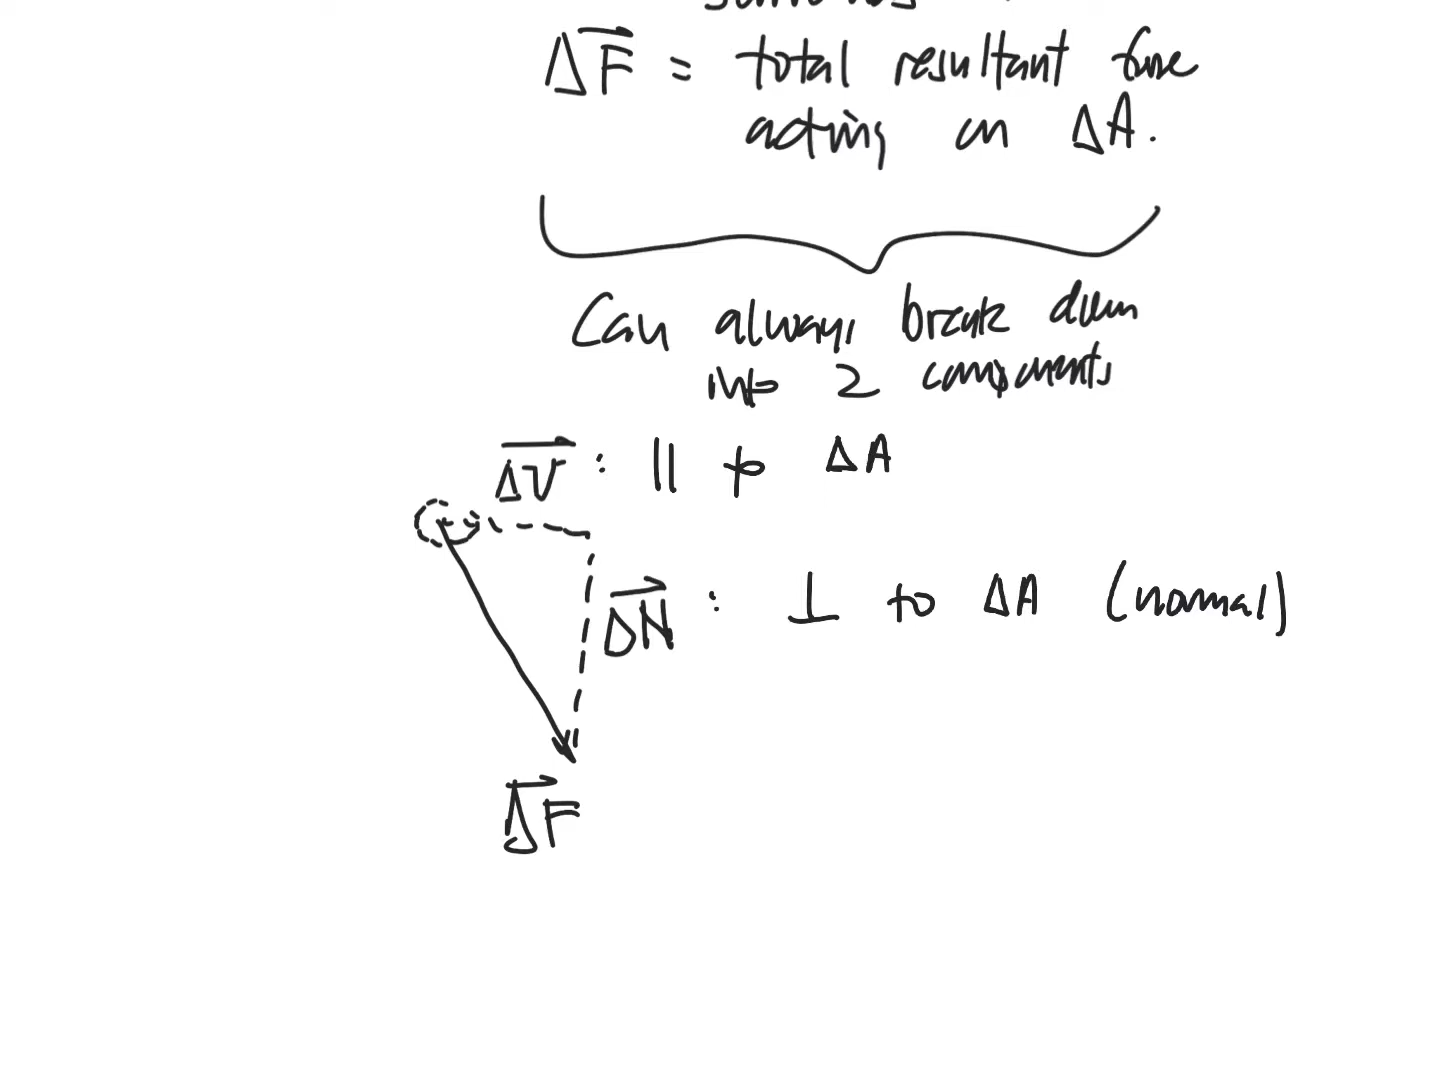 ΔF = total resultant force
acting on ΔA.
Can always break down
into 2 components
ΔV : || to ΔA
ΔN : ⊥ to ΔA (normal)
ΔF